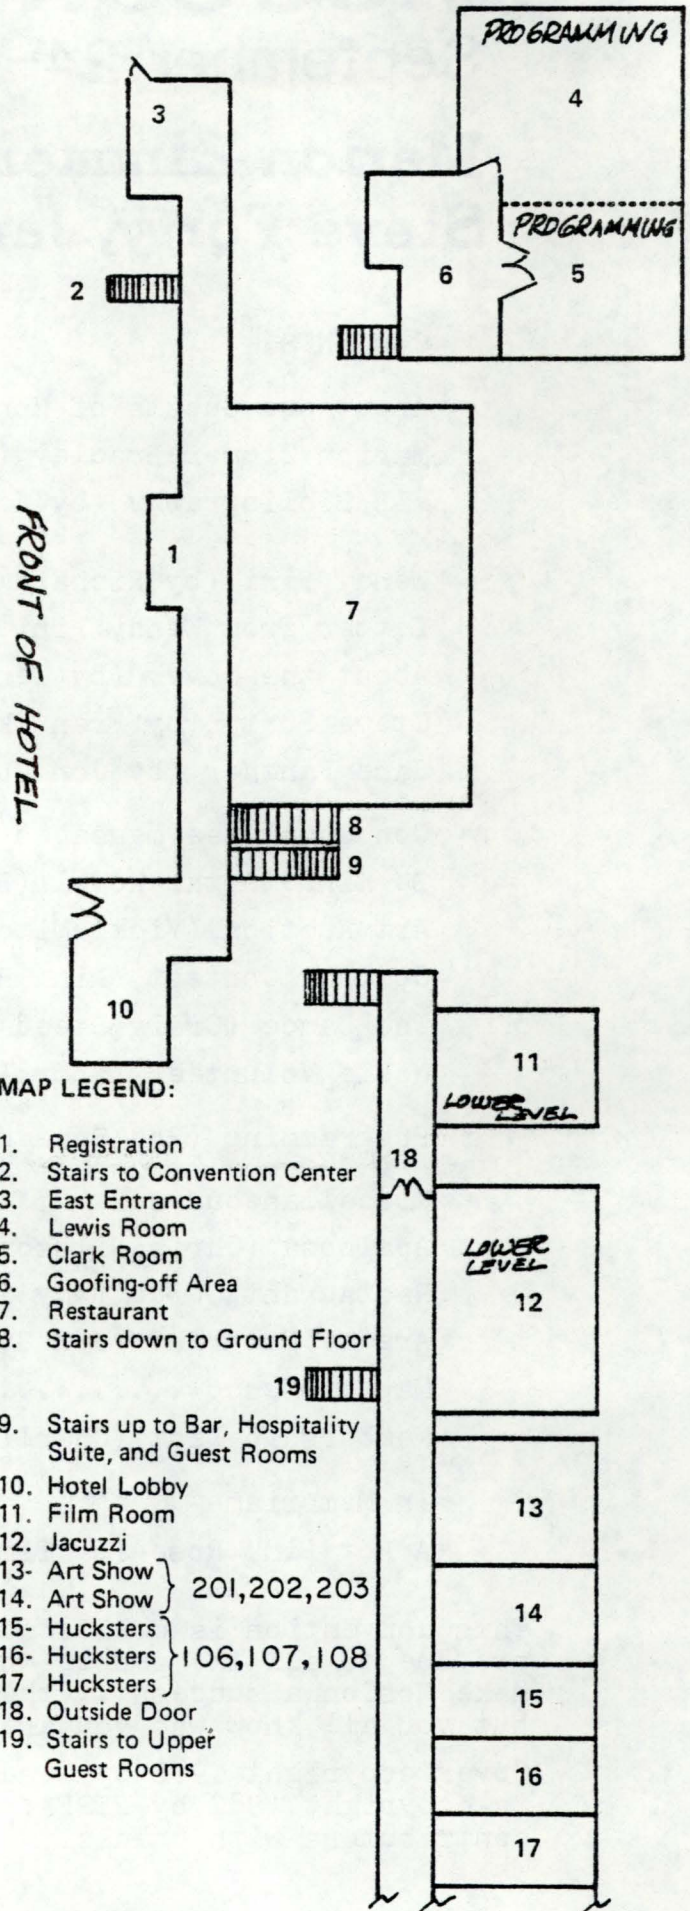 PROGRAMMING
4
3
PROGRAMMING
5
6
2
1
7
FRONT OF HOTEL
8
9
10
11
LOWER LEVEL
18
LOWER
LEVEL
12
19
13
14
15
16
17
MAP LEGEND:
1. Registration
2. Stairs to Convention Center
3. East Entrance
4. Lewis Room
5. Clark Room
6. Goofing-off Area
7. Restaurant
8. Stairs down to Ground Floor
9. Stairs up to Bar, Hospitality
Suite, and Guest Rooms
10. Hotel Lobby
11. Film Room
12. Jacuzzi
13- Art Show
14. Art Show
201,202,203
15- Hucksters
16- Hucksters
17. Hucksters
106,107,108
18. Outside Door
19. Stairs to Upper
Guest Rooms